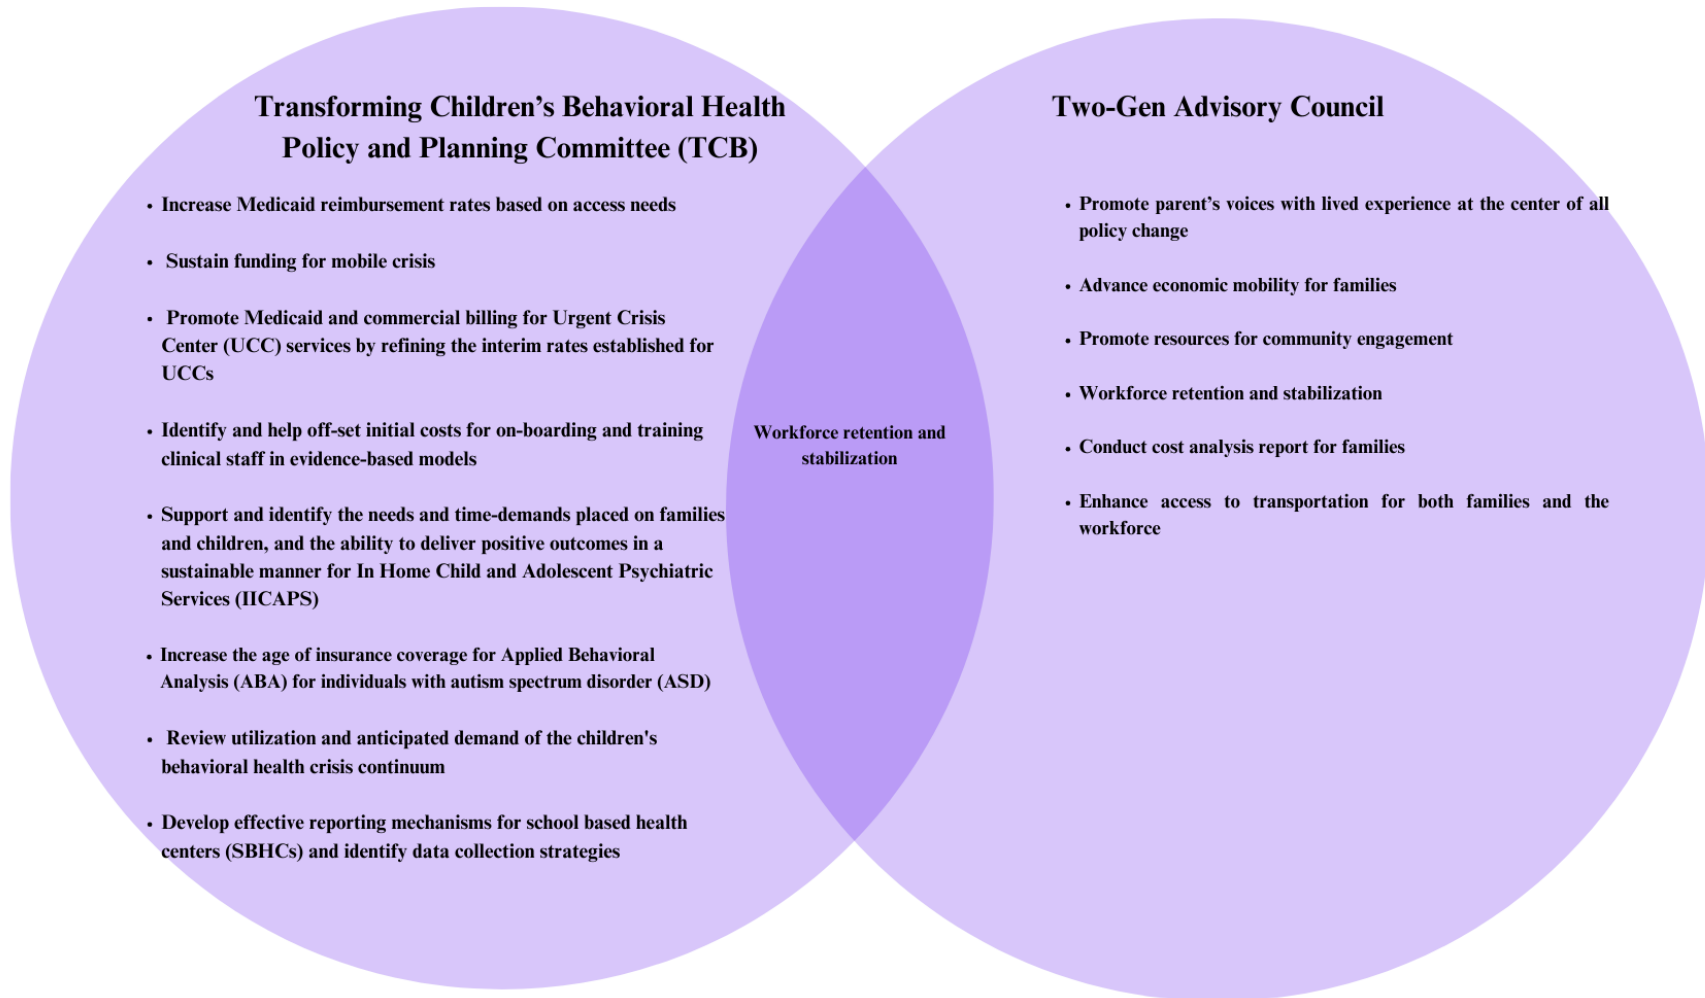 Transforming Children’s Behavioral Health
Policy and Planning Committee (TCB)
• Increase Medicaid reimbursement rates based on access needs
• Sustain funding for mobile crisis
• Promote Medicaid and commercial billing for Urgent Crisis
Center (UCC) services by refining the interim rates established for
UCCs
• Identify and help off-set initial costs for on-boarding and training
clinical staff in evidence-based models
• Support and identify the needs and time-demands placed on families
and children, and the ability to deliver positive outcomes in a
sustainable manner for In Home Child and Adolescent Psychiatric
Services (IICAPS)
• Increase the age of insurance coverage for Applied Behavioral
Analysis (ABA) for individuals with autism spectrum disorder (ASD)
• Review utilization and anticipated demand of the children's
behavioral health crisis continuum
• Develop effective reporting mechanisms for school based health
centers (SBHCs) and identify data collection strategies
Workforce retention and
stabilization
Two-Gen Advisory Council
• Promote parent’s voices with lived experience at the center of all
policy change
• Advance economic mobility for families
• Promote resources for community engagement
• Workforce retention and stabilization
• Conduct cost analysis report for families
• Enhance access to transportation for both families and the
workforce